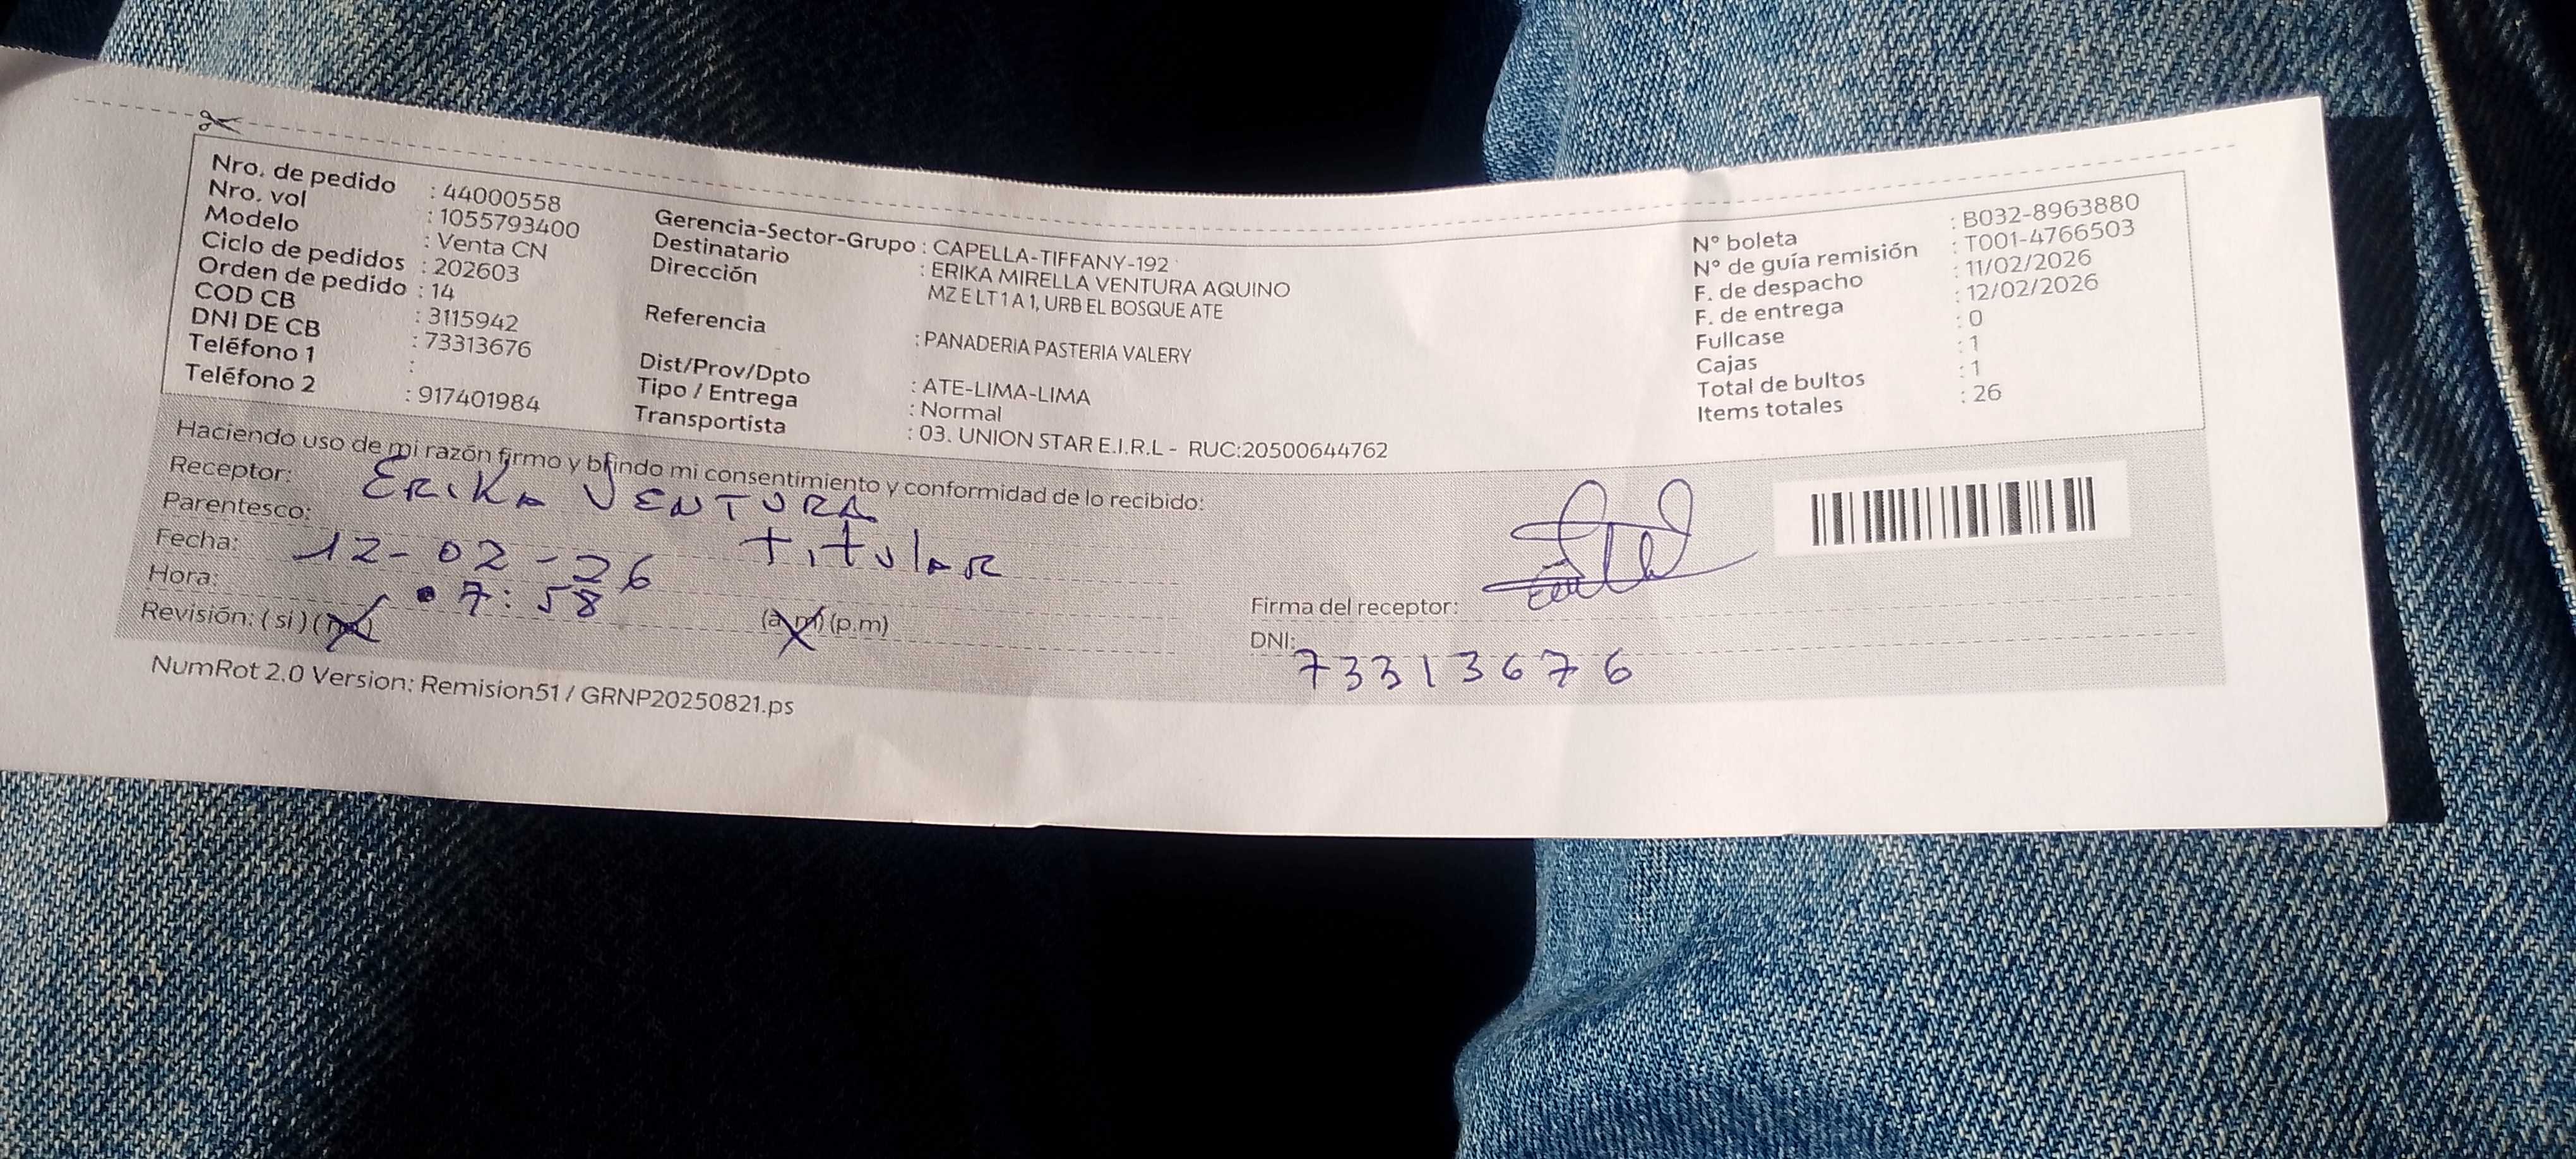 Nro. de pedido : 44000558
Nro. vol : 1055793400
Modelo : Venta CN
Ciclo de pedidos : 202603
Orden de pedido : 14
COD CB : 3115942
DNI DE CB : 73313676
Teléfono 1 :
Teléfono 2 : 917401984
Gerencia-Sector-Grupo : CAPELLA-TIFFANY-192
Destinatario : ERIKA MIRELLA VENTURA AQUINO
Dirección MZ E LT 1 A 1, URB EL BOSQUE ATE
Referencia : PANADERIA PASTERIA VALERY
Dist/Prov/Dpto : ATE-LIMA-LIMA
Tipo / Entrega : Normal
Transportista : 03. UNION STAR E.I.R.L - RUC:20500644762
N° boleta : B032-8963880
N° de guía remisión : T001-4766503
F. de despacho : 11/02/2026
F. de entrega : 12/02/2026
Fullcase : 0
Cajas : 1
Total de bultos : 1
Items totales : 26
Haciendo uso de mi razón firmo y brindo mi consentimiento y conformidad de lo recibido:
Receptor: ERIKA VENTURA
Parentesco: titular
Fecha: 12-02-26
Hora: 7:58 (a.m) (p.m)
Revisión: (si) (no)
Firma del receptor:
DNI: 73313676
NumRot 2.0 Version: Remision51 / GRNP20250821.ps